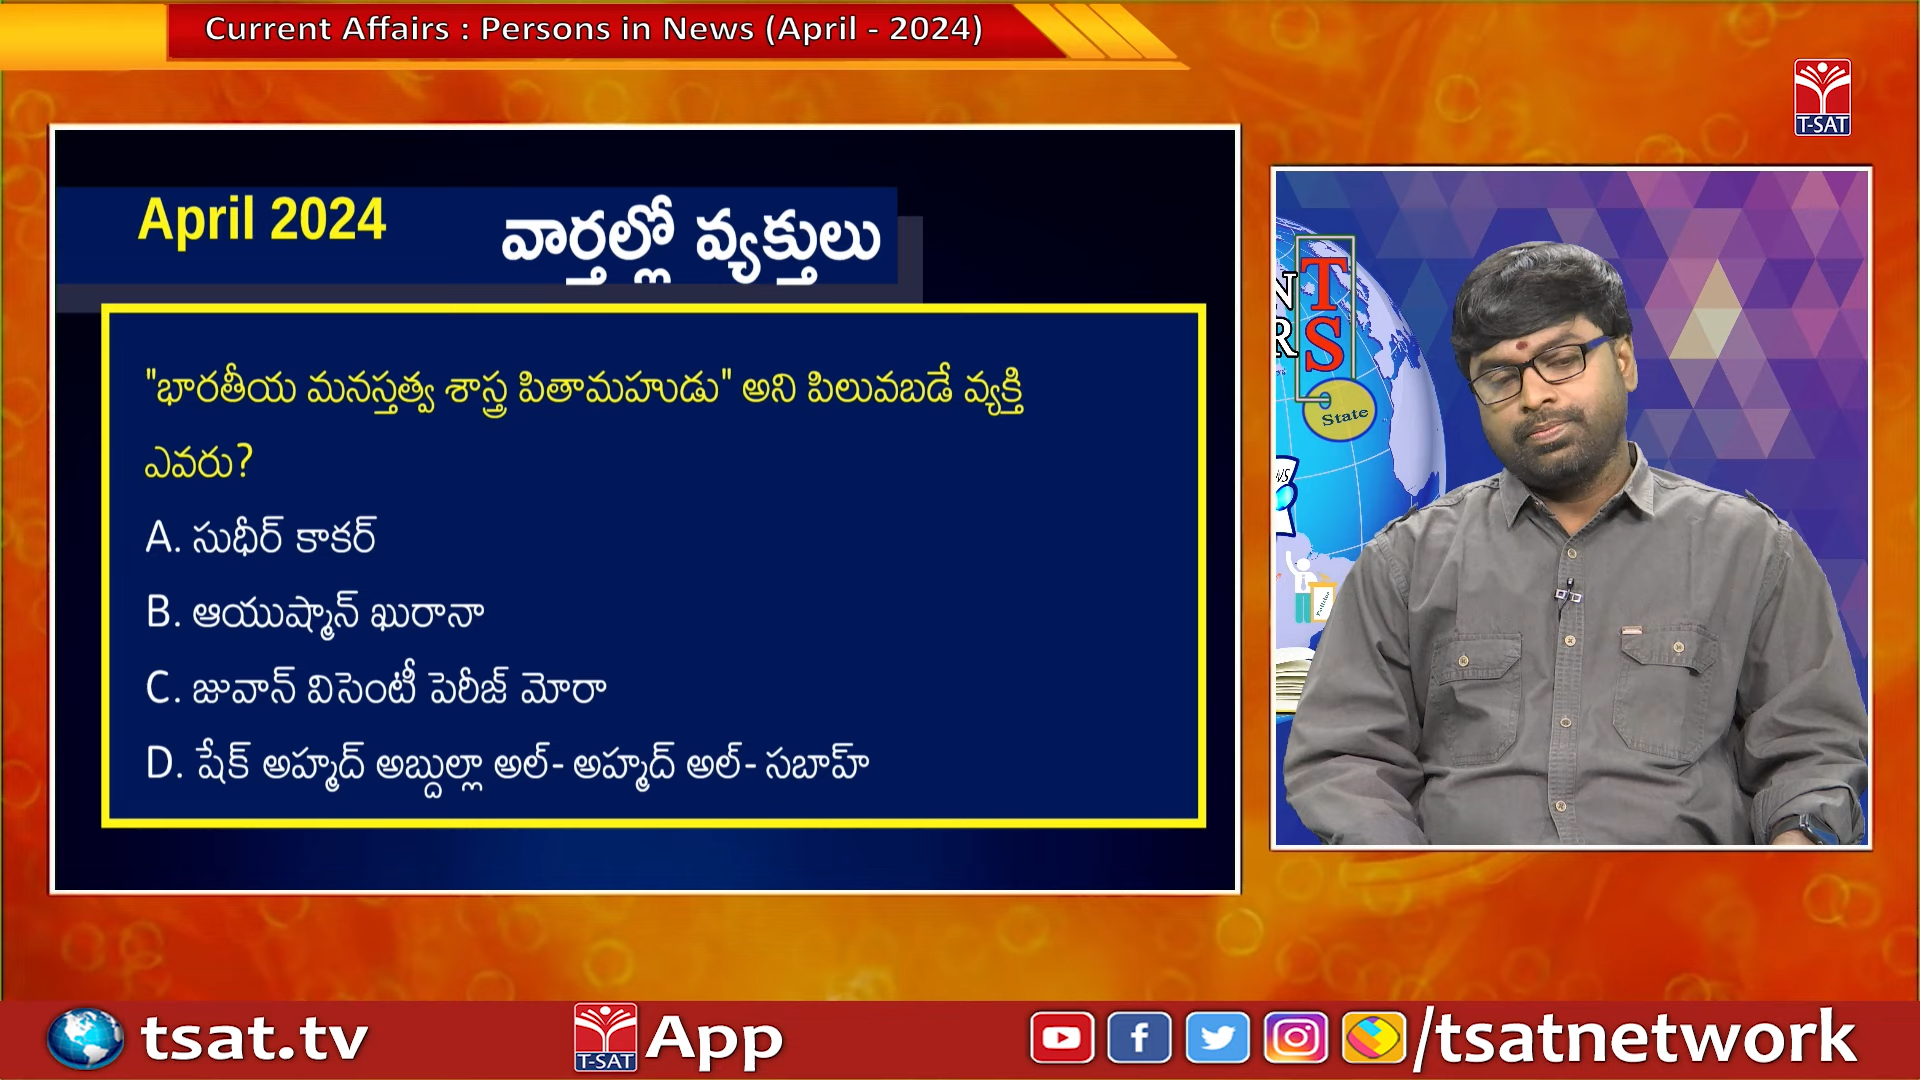 Current Affairs : Persons in News (April - 2024)
T-SAT
April 2024 వార్తల్లో వ్యక్తులు
"భారతీయ మనస్తత్వ శాస్త్ర పితామహుడు" అని పిలువబడే వ్యక్తి
ఎవరు?
A. సుధీర్ కాకర్
B. ఆయుష్మాన్ ఖురానా
C. జువాన్ విసెంటీ పెరీజ్ మోరా
D. షేక్ అహ్మద్ అబ్దుల్లా అల్- అహ్మద్ అల్- సబాహ్
TS
State
tsat.tv
T-SAT App
/tsatnetwork